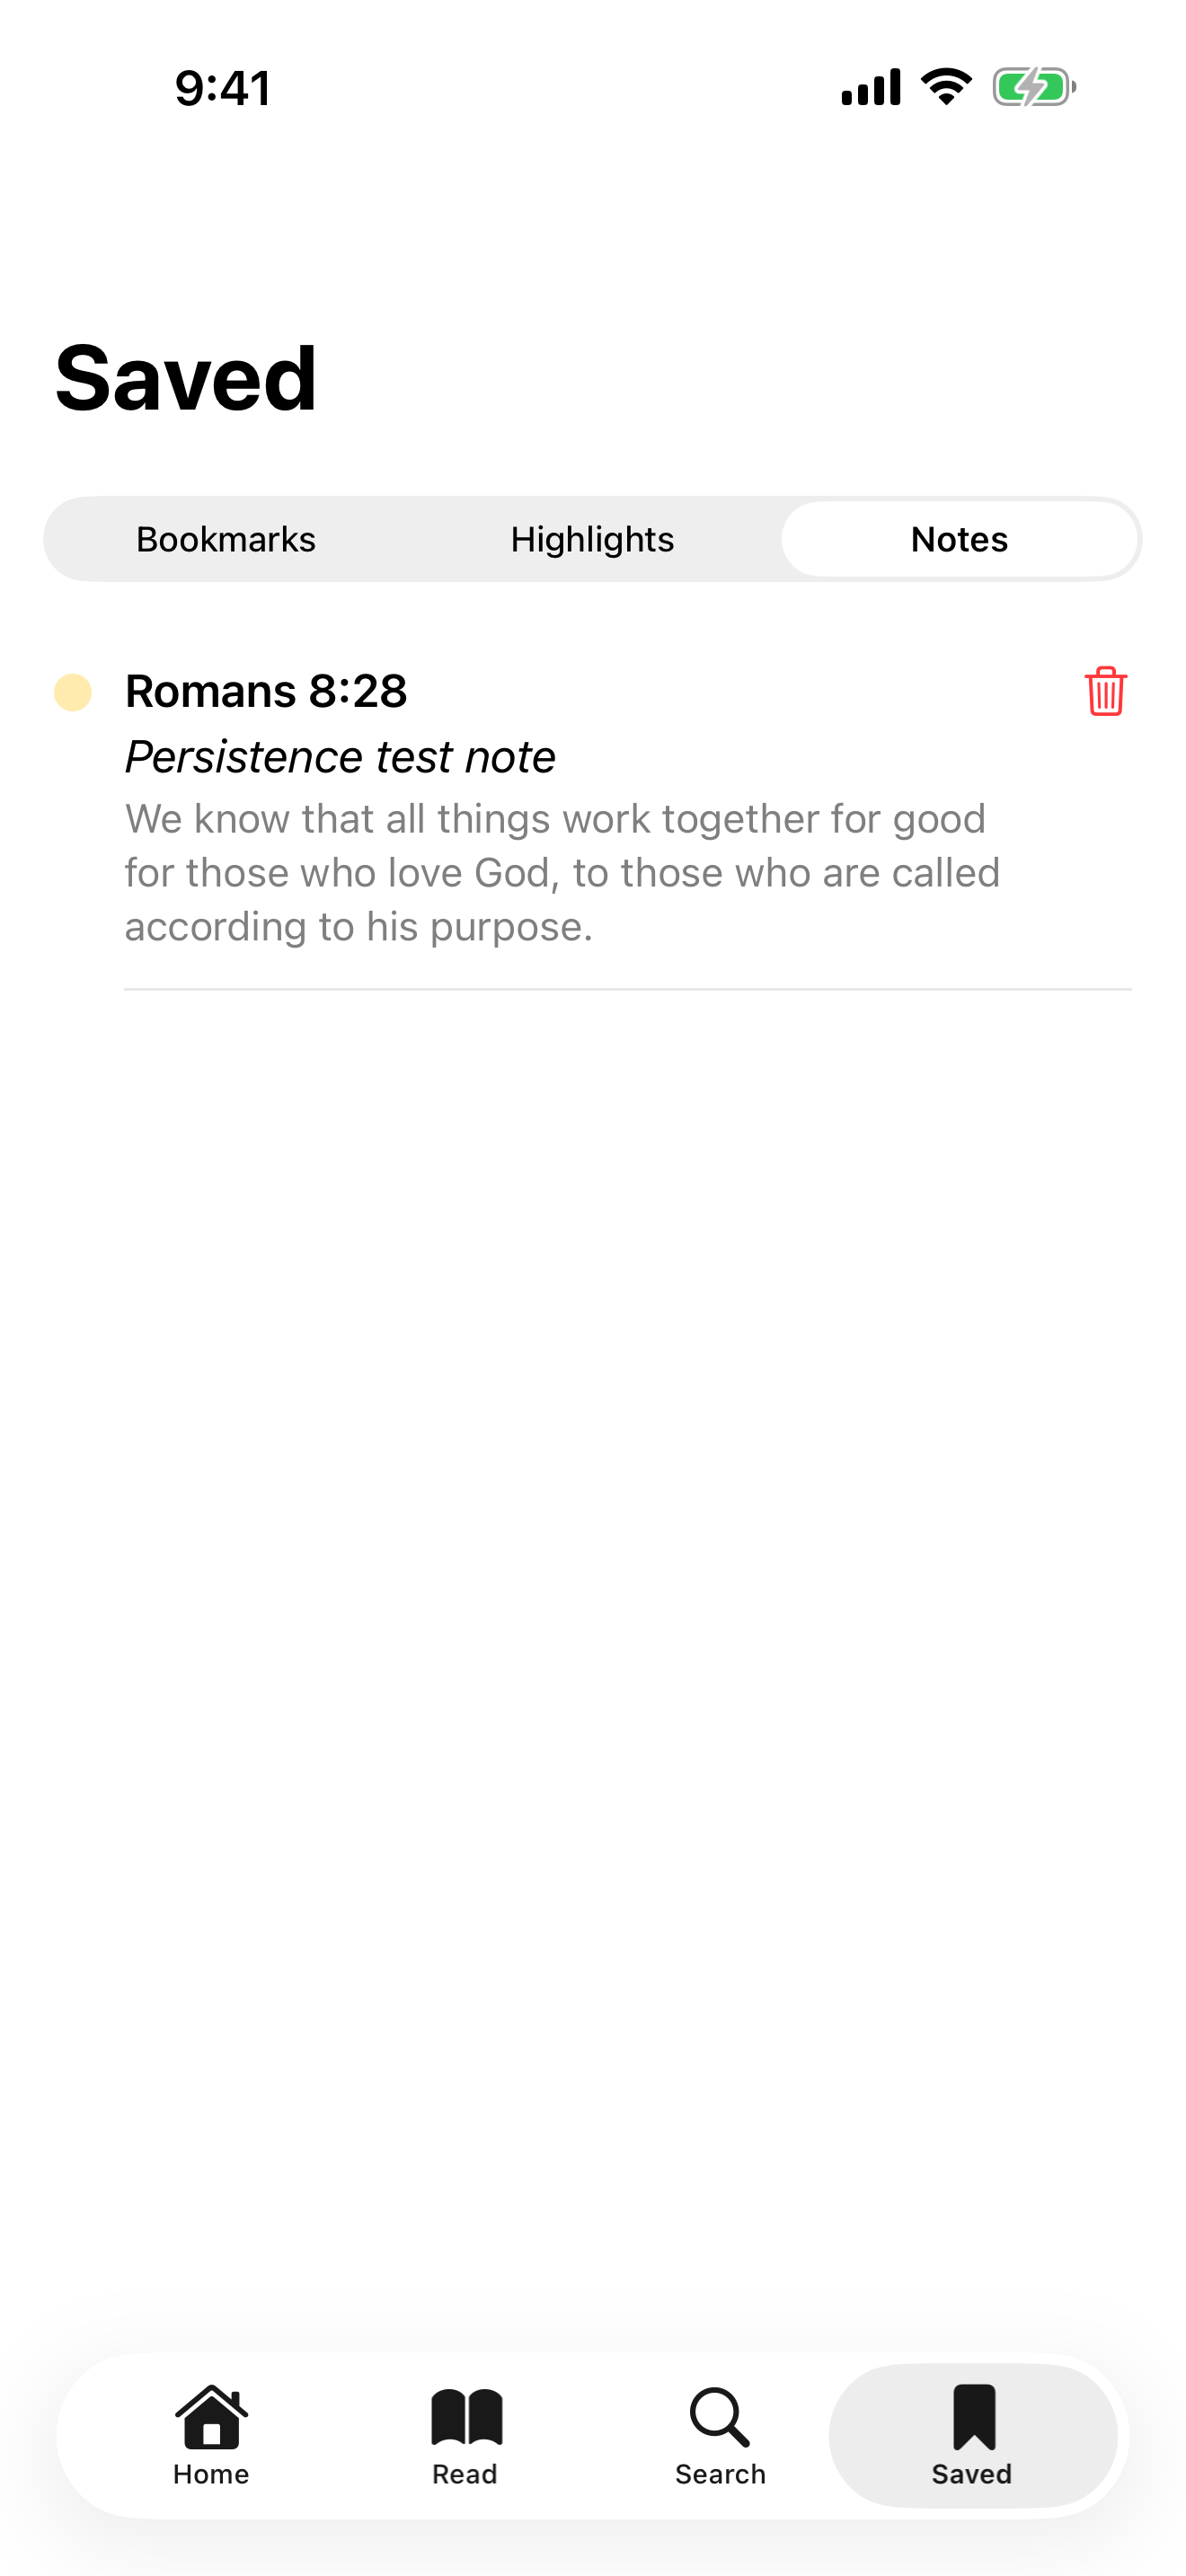 9:41
Saved
Bookmarks
Highlights
Notes
Romans 8:28
Persistence test note
We know that all things work together for good
for those who love God, to those who are called
according to his purpose.
Home
Read
Search
Saved